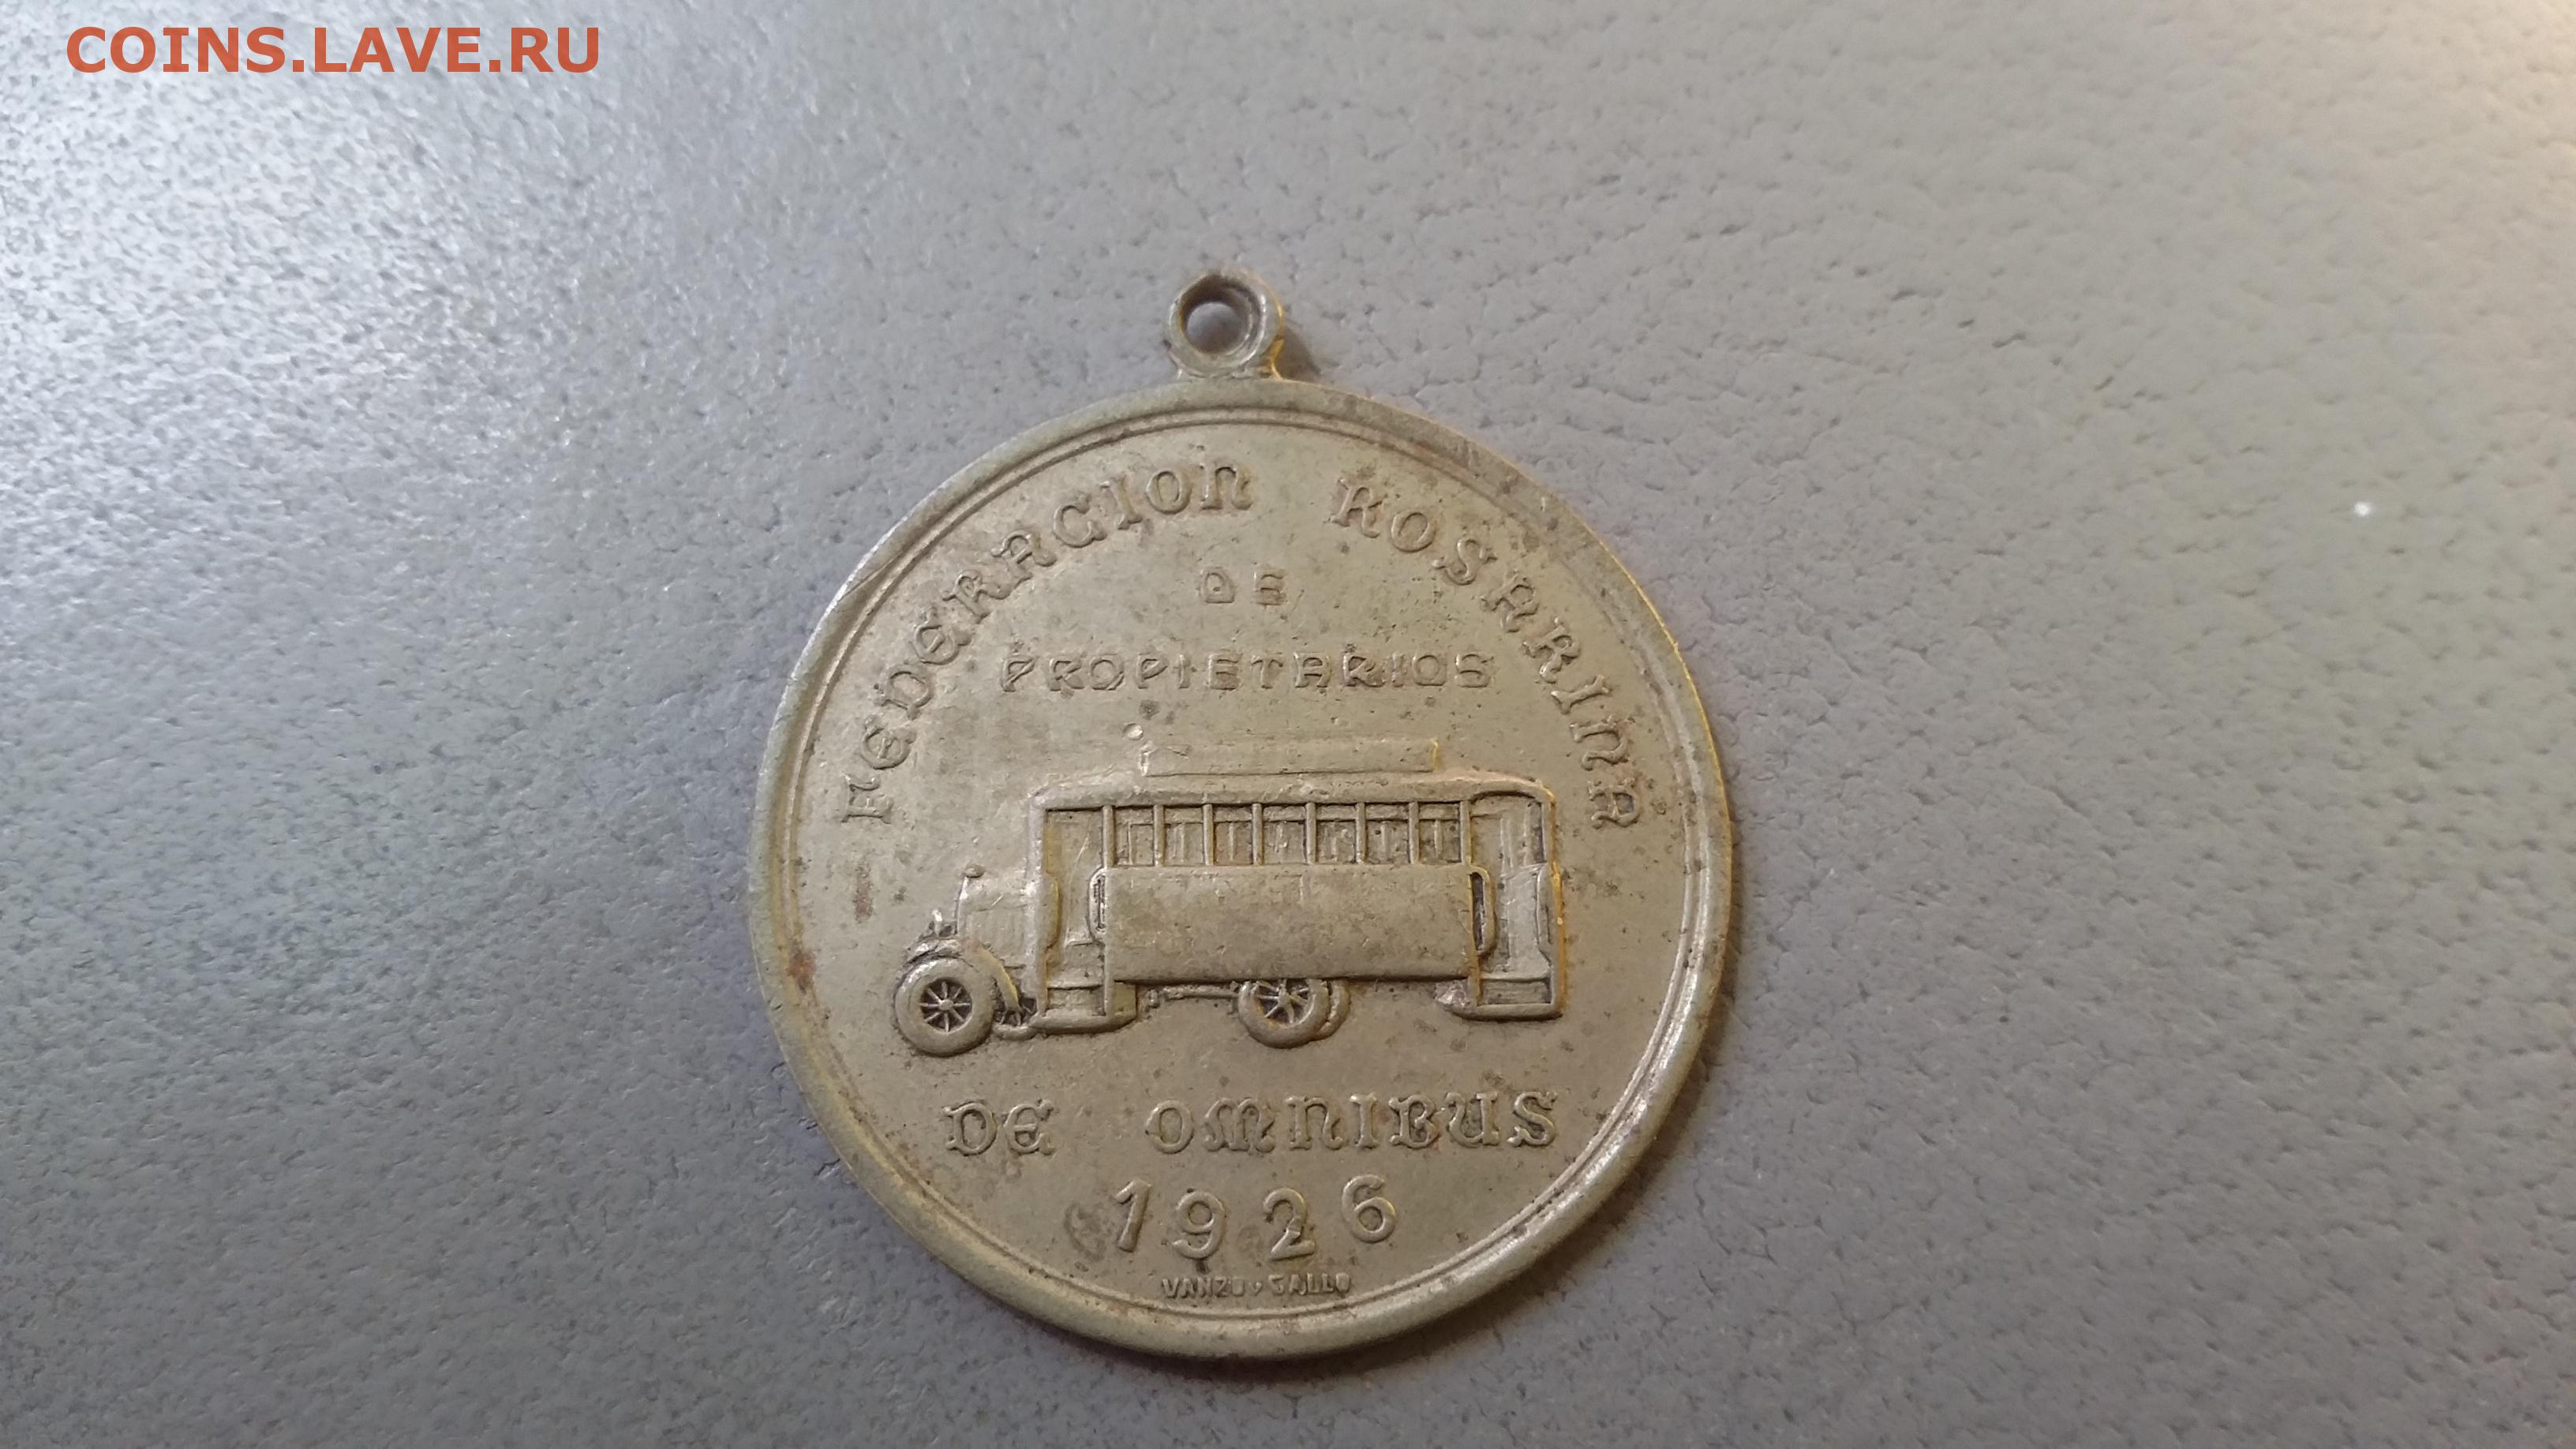 COINS.LAVE.RU
FEDERACION ROSARINA
DE
PROPIETARIOS
DE OMNIBUS
1926
VANZO Y GALLO